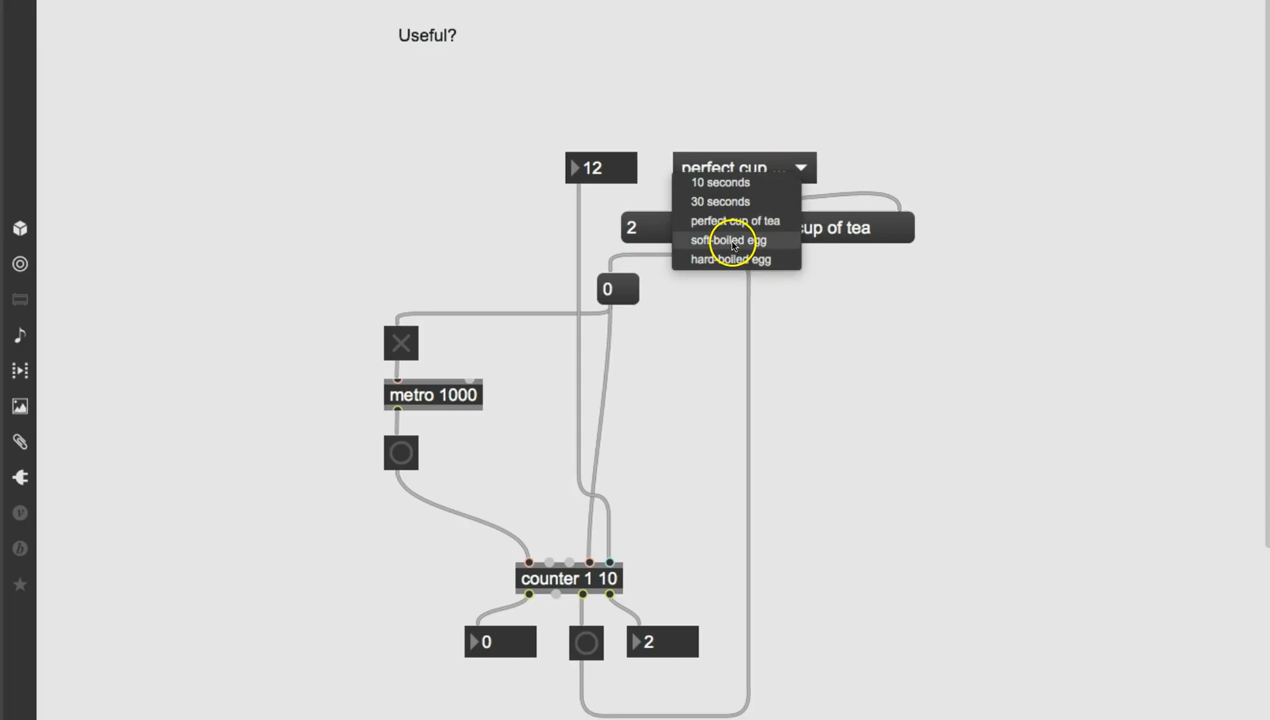 Useful?
12
perfect cup ...
10 seconds
30 seconds
perfect cup of tea
soft-boiled egg
hard-boiled egg
2
cup of tea
0
metro 1000
counter 1 10
0
2